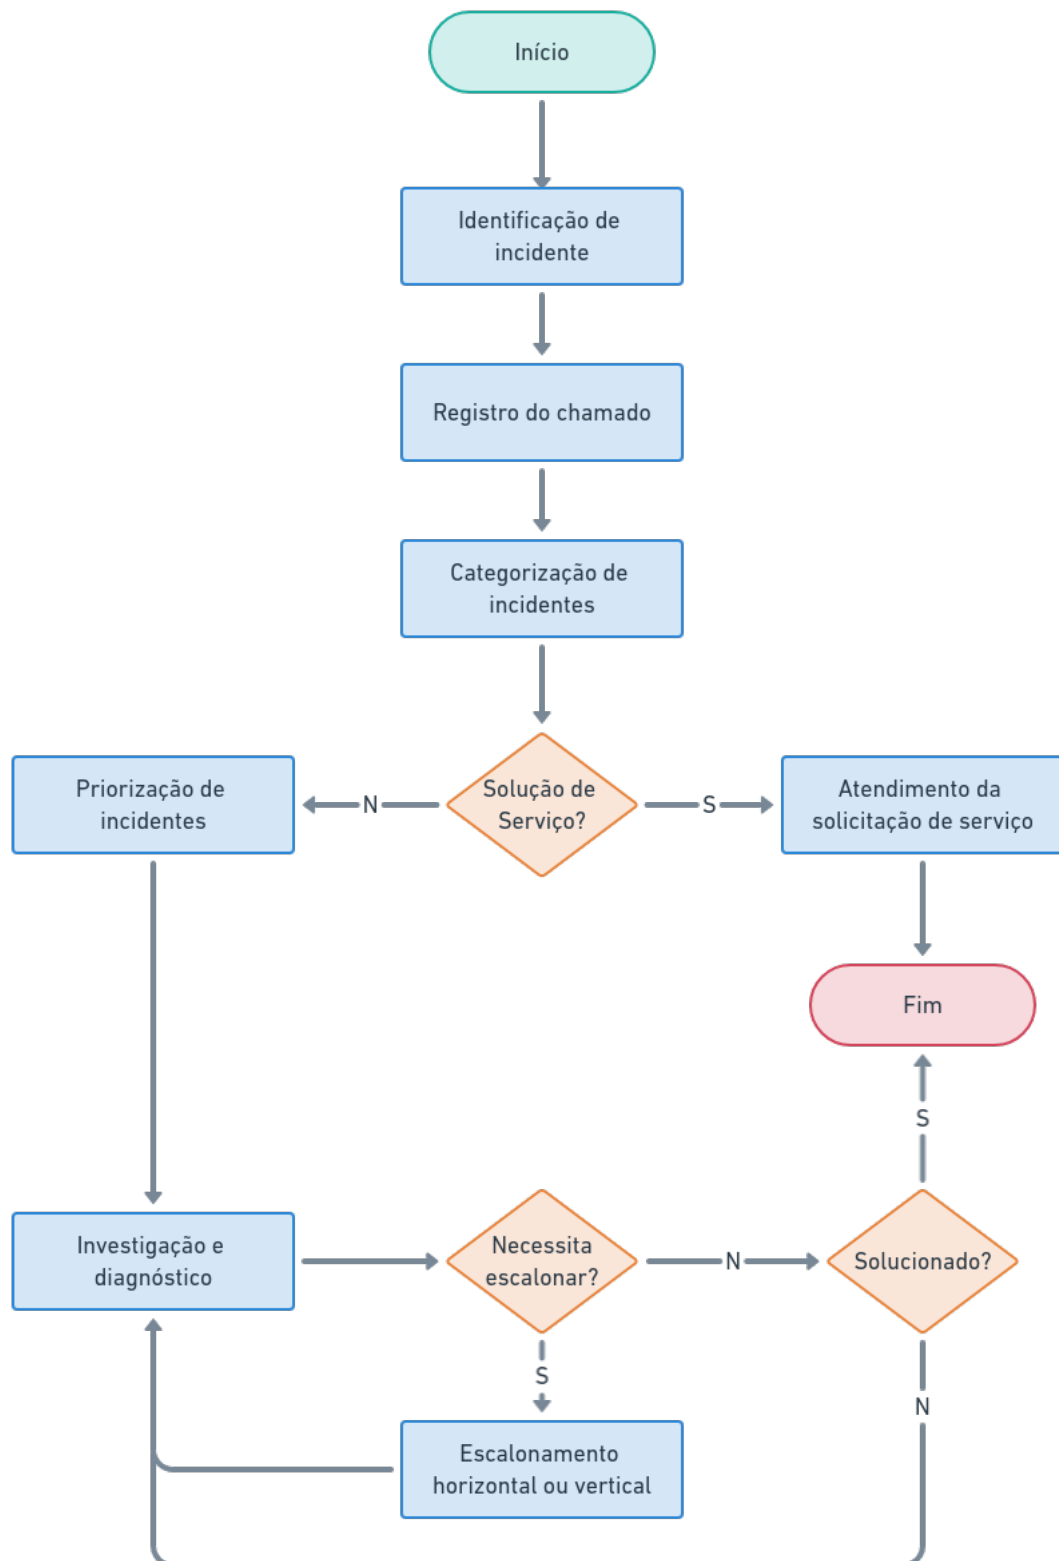 Início
Identificação de
incidente
Registro do chamado
Categorização de
incidentes
Priorização de
incidentes
N
Solução de
Serviço?
S
Atendimento da
solicitação de serviço
Fim
S
Investigação e
diagnóstico
Necessita
escalonar?
N
Solucionado?
S
N
Escalonamento
horizontal ou vertical